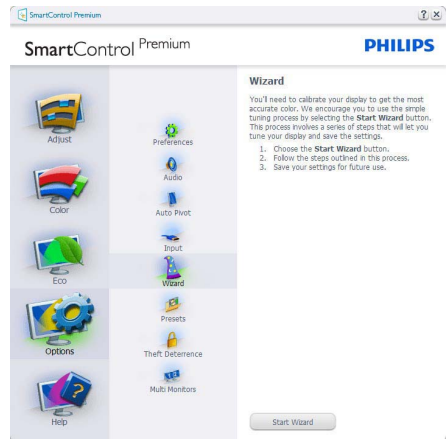 SmartControl Premium
SmartControl Premium
PHILIPS
Adjust
Color
Eco
Options
Help
Preferences
Audio
Auto Pivot
Input
Wizard
Presets
Theft Deterrence
Multi Monitors
Wizard
You'll need to calibrate your display to get the most
accurate color. We encourage you to use the simple
tuning process by selecting the Start Wizard button.
This process involves a series of steps that will let you
tune your display and save the settings.
1. Choose the Start Wizard button.
2. Follow the steps outlined in this process.
3. Save your settings for future use.
Start Wizard